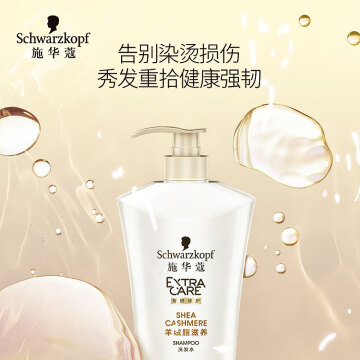 Schwarzkopf
施华蔻
告别染烫损伤
秀发重拾健康强韧
Schwarzkopf
施华蔻
EXTRA
CARE
SHEA
CASHMERE
羊绒脂滋养
SHAMPOO
洗发水